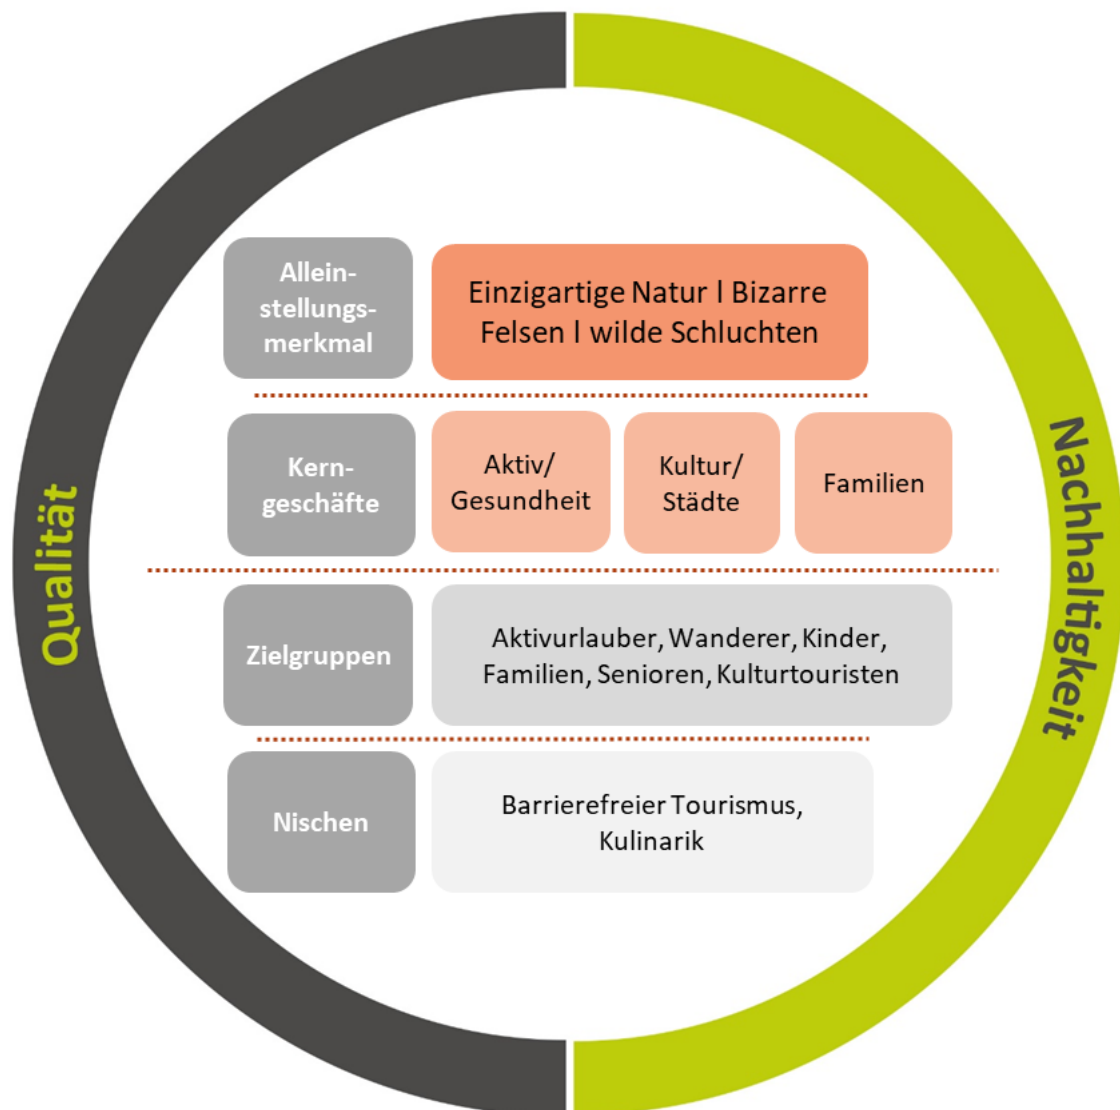 Qualität
Nachhaltigkeit
Allein-
stellungs-
merkmal
Einzigartige Natur l Bizarre
Felsen l wilde Schluchten
Kern-
geschäfte
Aktiv/
Gesundheit
Kultur/
Städte
Familien
Zielgruppen
Aktivurlauber, Wanderer, Kinder,
Familien, Senioren, Kulturtouristen
Nischen
Barrierefreier Tourismus,
Kulinarik